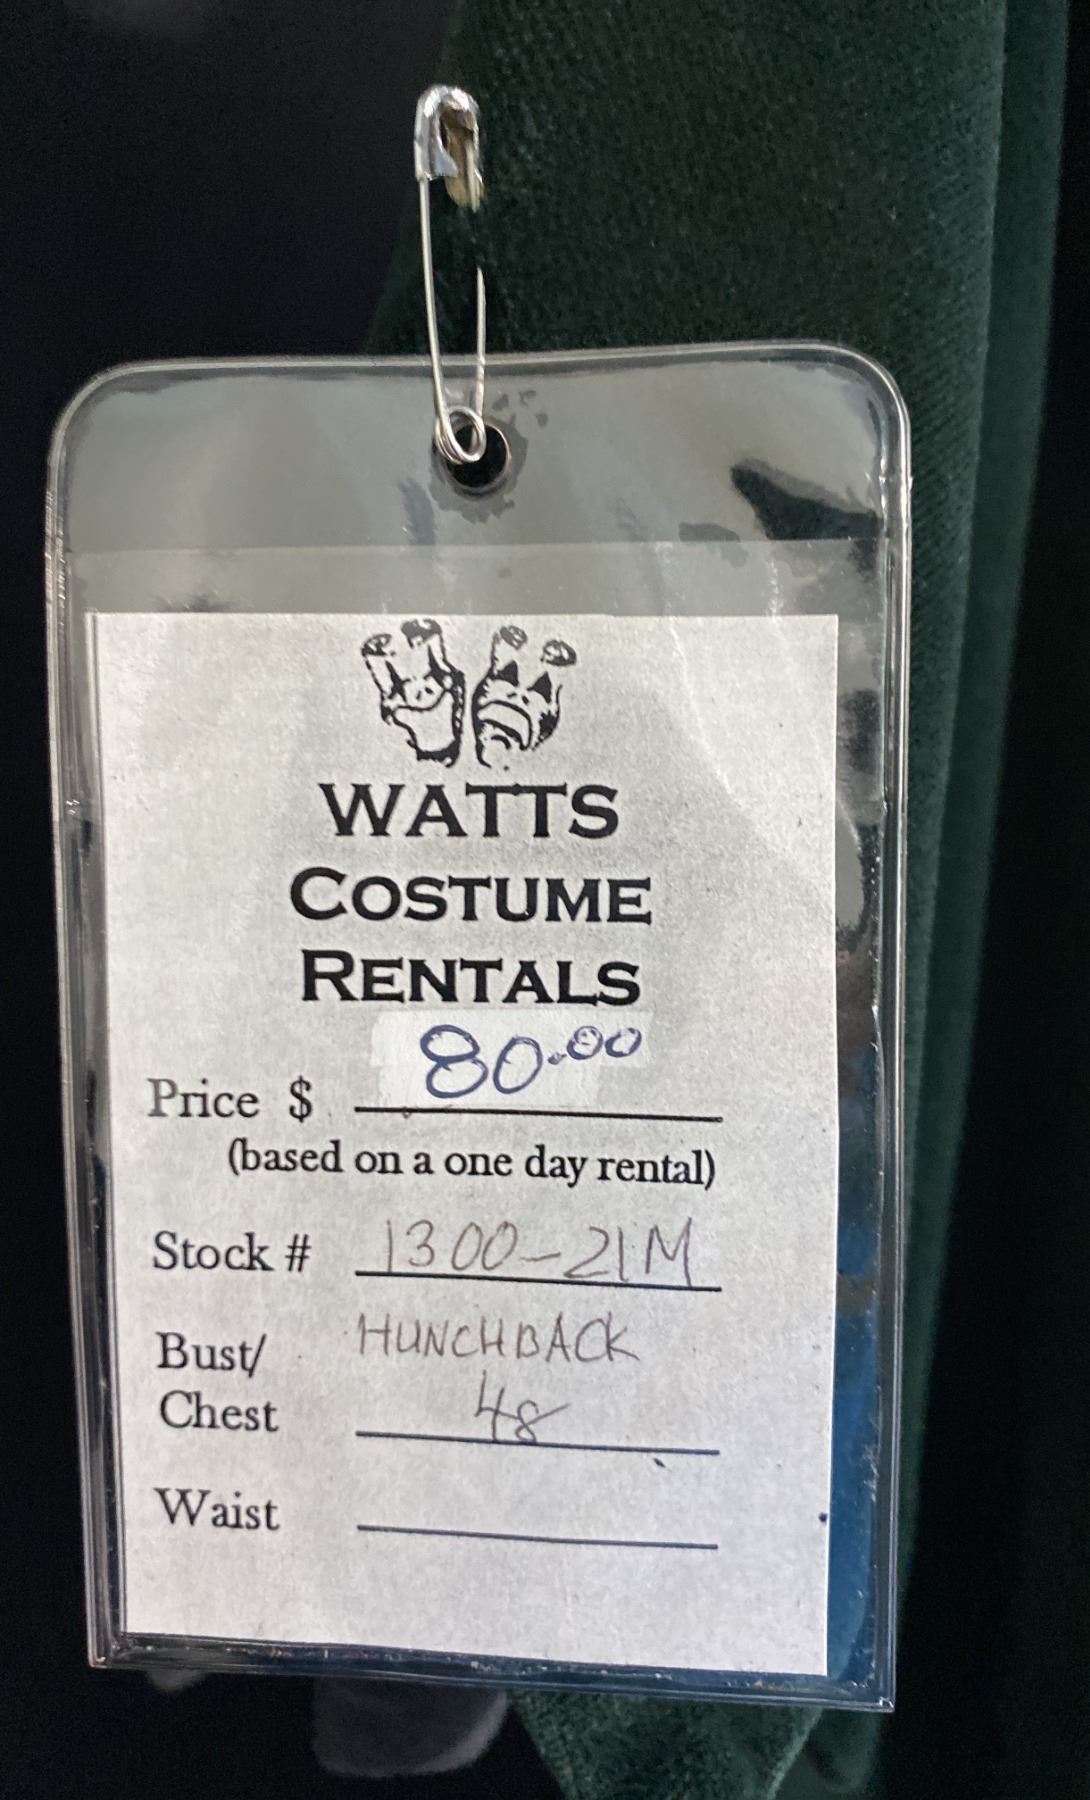 WATTS
COSTUME
RENTALS
Price $ 80.00
(based on a one day rental)
Stock # 1300-21M
HUNCHBACK
Bust/
Chest 48
Waist